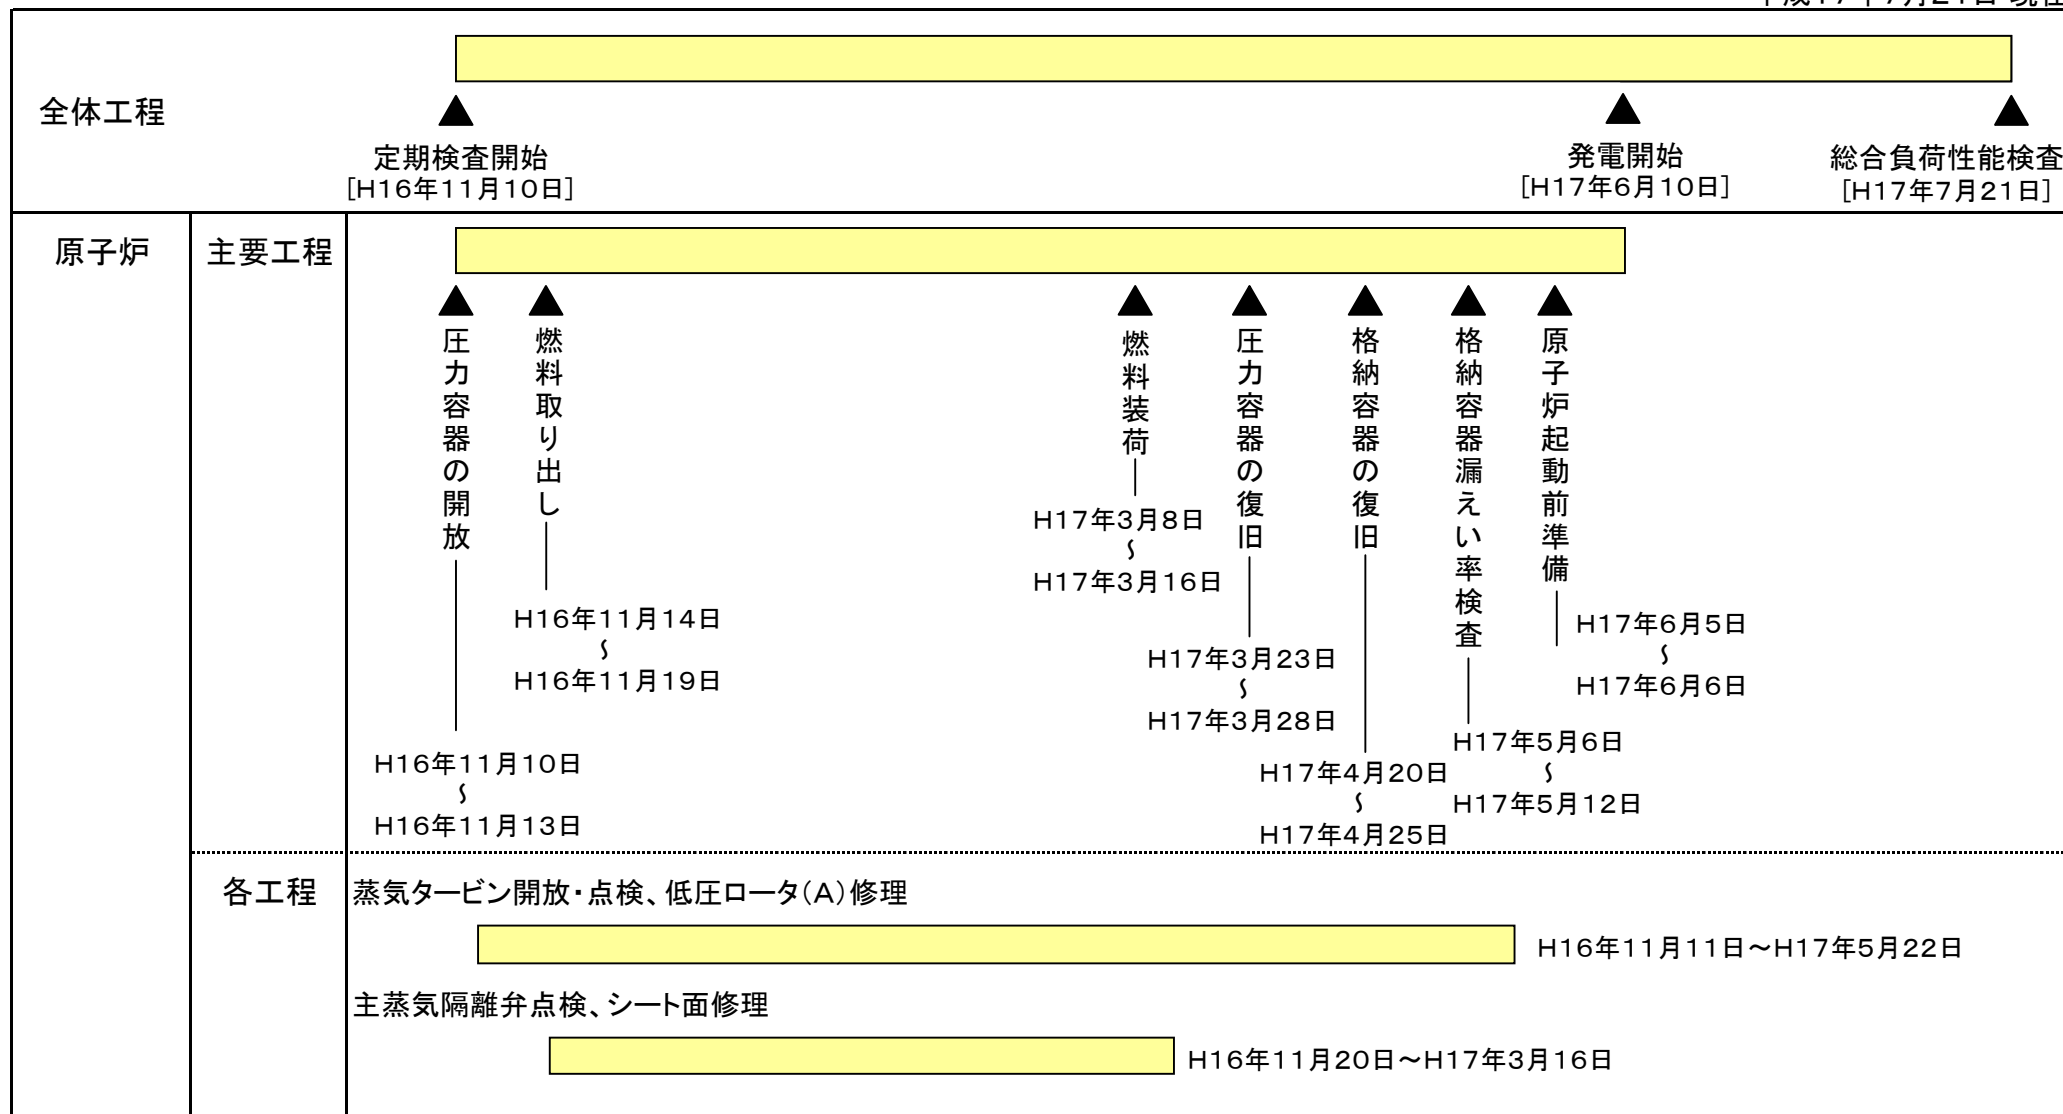 全体工程
定期検査開始
[H16年11月10日]
発電開始
[H17年6月10日]
総合負荷性能検査
[H17年7月21日]
原子炉
主要工程
圧力容器の開放
H16年11月10日
~
H16年11月13日
燃料取り出し
H16年11月14日
~
H16年11月19日
燃料装荷
H17年3月8日
~
H17年3月16日
圧力容器の復旧
H17年3月23日
~
H17年3月28日
格納容器の復旧
H17年4月20日
~
H17年4月25日
格納容器漏えい率検査
H17年5月6日
~
H17年5月12日
原子炉起動前準備
H17年6月5日
~
H17年6月6日
各工程
蒸気タービン開放・点検、低圧ロータ(A)修理
H16年11月11日~H17年5月22日
主蒸気隔離弁点検、シート面修理
H16年11月20日~H17年3月16日